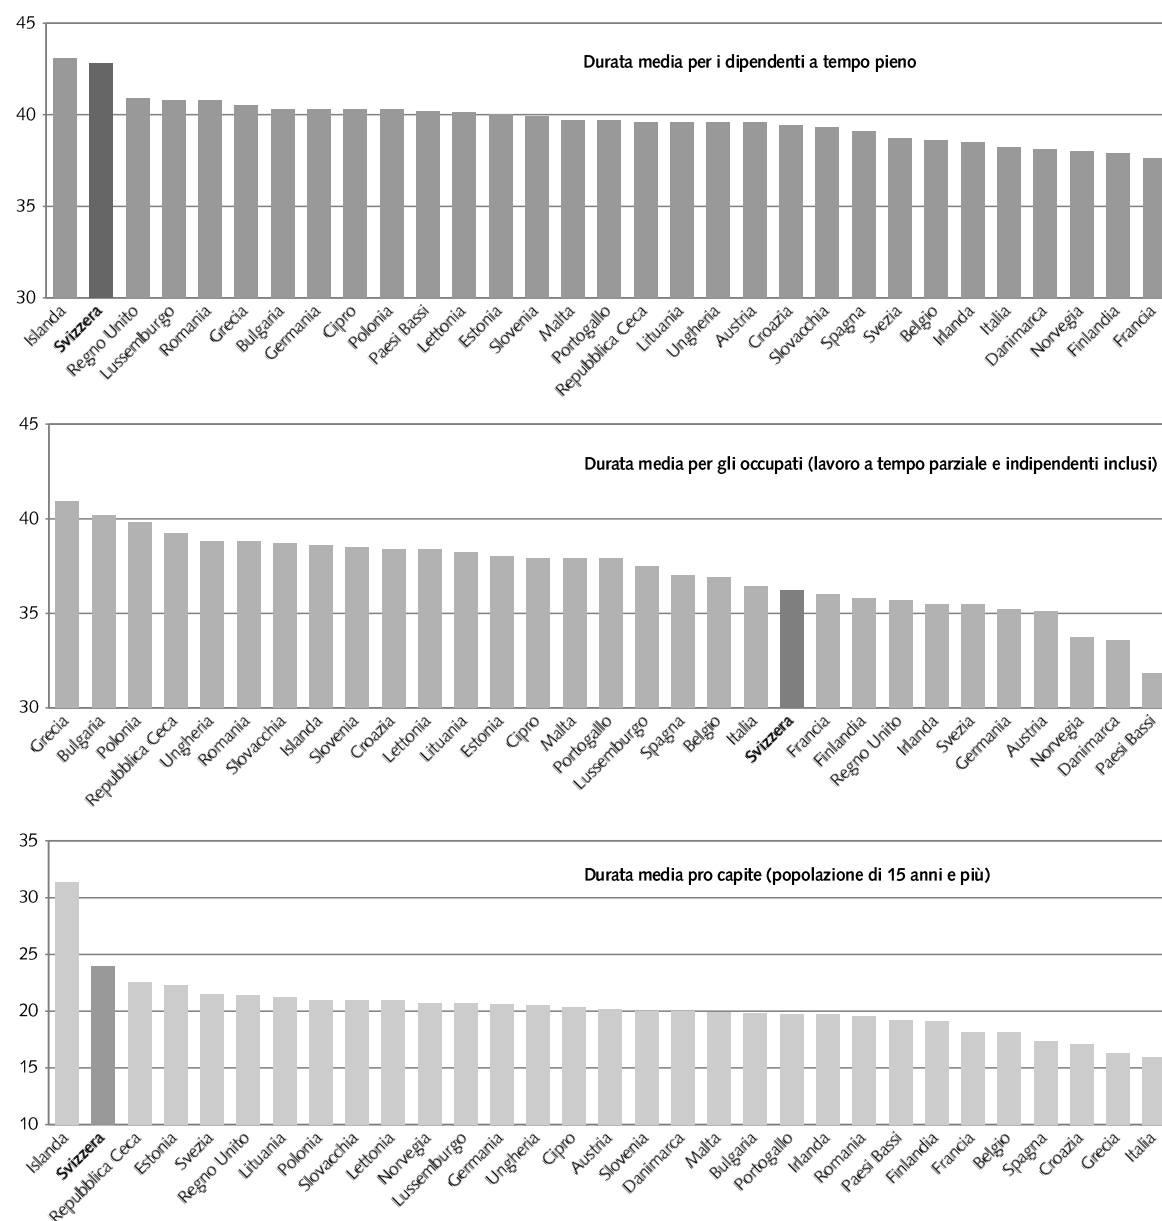 45
Durata media per i dipendenti a tempo pieno
40
35
30
Islanda
Svizzera
Regno Unito
Lussemburgo
Romania
Grecia
Bulgaria
Germania
Cipro
Polonia
Paesi Bassi
Lettonia
Estonia
Slovenia
Malta
Portogallo
Repubblica Ceca
Lituania
Ungheria
Austria
Croazia
Slovacchia
Spagna
Svezia
Belgio
Irlanda
Italia
Danimarca
Norvegia
Finlandia
Francia
45
Durata media per gli occupati (lavoro a tempo parziale e indipendenti inclusi)
40
35
30
Grecia
Bulgaria
Polonia
Repubblica Ceca
Ungheria
Romania
Slovacchia
Islanda
Slovenia
Croazia
Lettonia
Lituania
Estonia
Cipro
Malta
Portogallo
Lussemburgo
Spagna
Belgio
Italia
Svizzera
Francia
Finlandia
Regno Unito
Irlanda
Svezia
Germania
Austria
Norvegia
Danimarca
Paesi Bassi
35
Durata media pro capite (popolazione di 15 anni e più)
30
25
20
15
10
Islanda
Svizzera
Repubblica Ceca
Estonia
Svezia
Regno Unito
Lituania
Polonia
Slovacchia
Lettonia
Norvegia
Lussemburgo
Germania
Ungheria
Cipro
Austria
Slovenia
Danimarca
Malta
Bulgaria
Portogallo
Irlanda
Romania
Paesi Bassi
Finlandia
Francia
Belgio
Spagna
Croazia
Grecia
Italia